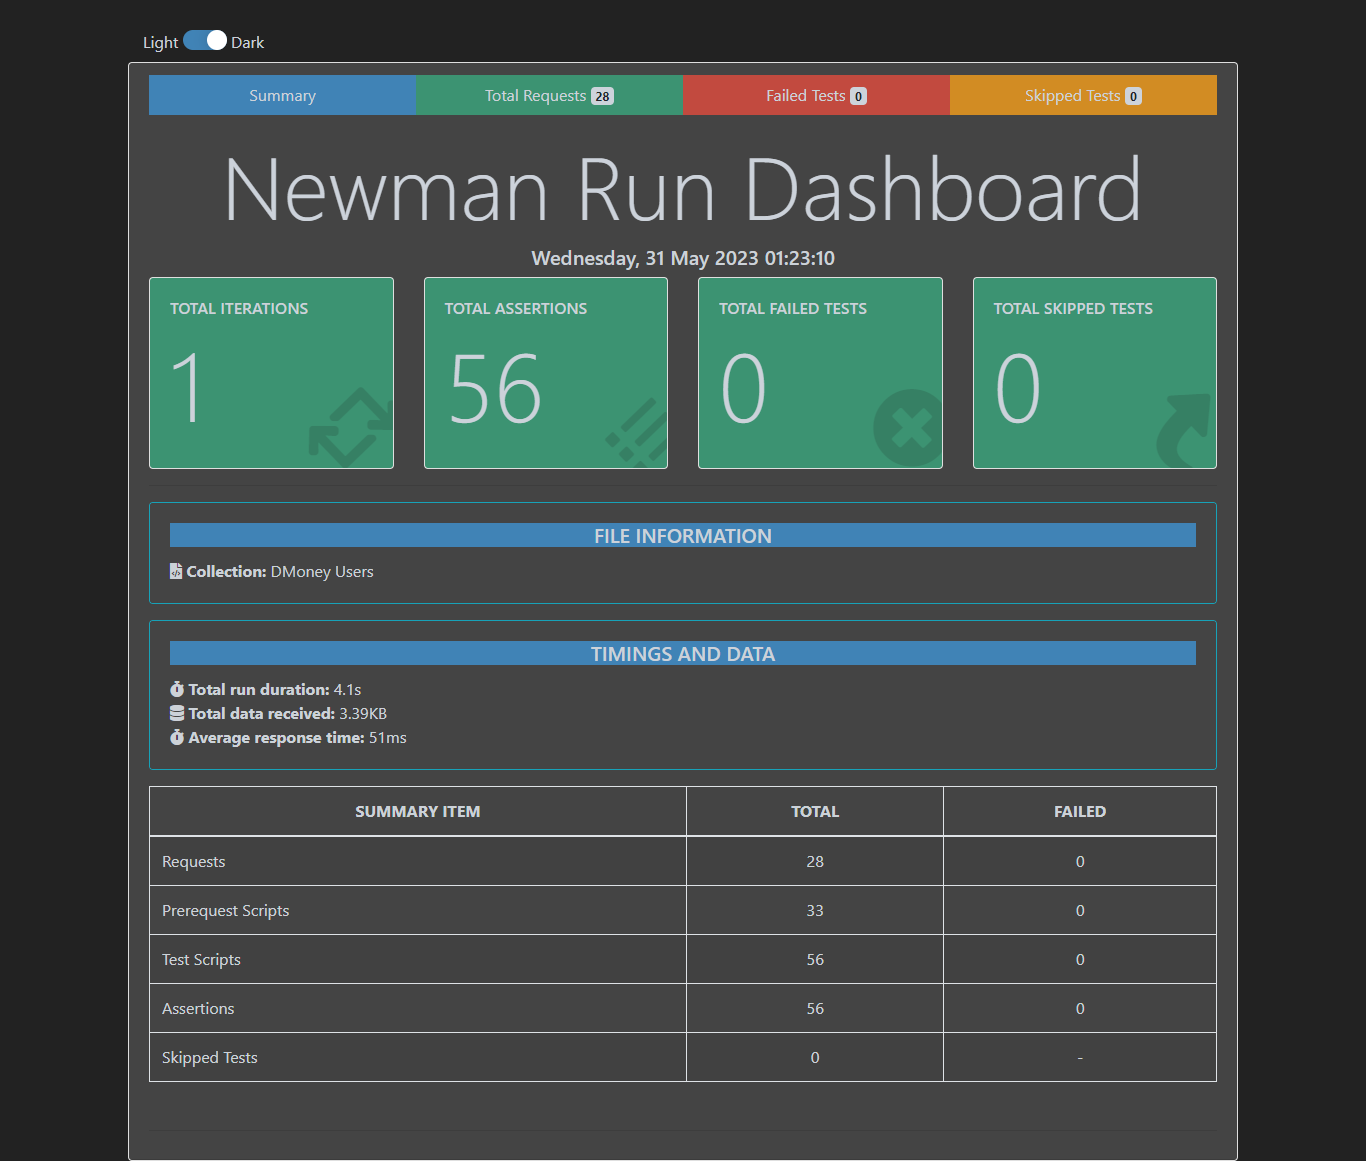 Light Dark
Summary Total Requests 28 Failed Tests 0 Skipped Tests 0
Newman Run Dashboard
Wednesday, 31 May 2023 01:23:10
TOTAL ITERATIONS
1
TOTAL ASSERTIONS
56
TOTAL FAILED TESTS
0
TOTAL SKIPPED TESTS
0
FILE INFORMATION
Collection: DMoney Users
TIMINGS AND DATA
Total run duration: 4.1s
Total data received: 3.39KB
Average response time: 51ms
SUMMARY ITEM TOTAL FAILED
Requests 28 0
Prerequest Scripts 33 0
Test Scripts 56 0
Assertions 56 0
Skipped Tests 0 -